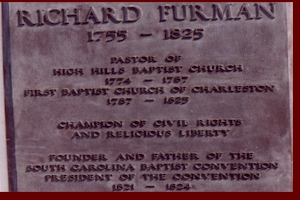 RICHARD FURMAN
1755 - 1825
PASTOR OF
HIGH HILLS BAPTIST CHURCH
1774 - 1787
FIRST BAPTIST CHURCH OF CHARLESTON
1787 - 1825
CHAMPION OF CIVIL RIGHTS
AND RELIGIOUS LIBERTY
FOUNDER AND FATHER OF THE
SOUTH CAROLINA BAPTIST CONVENTION
PRESIDENT OF THE CONVENTION
1821 - 1824